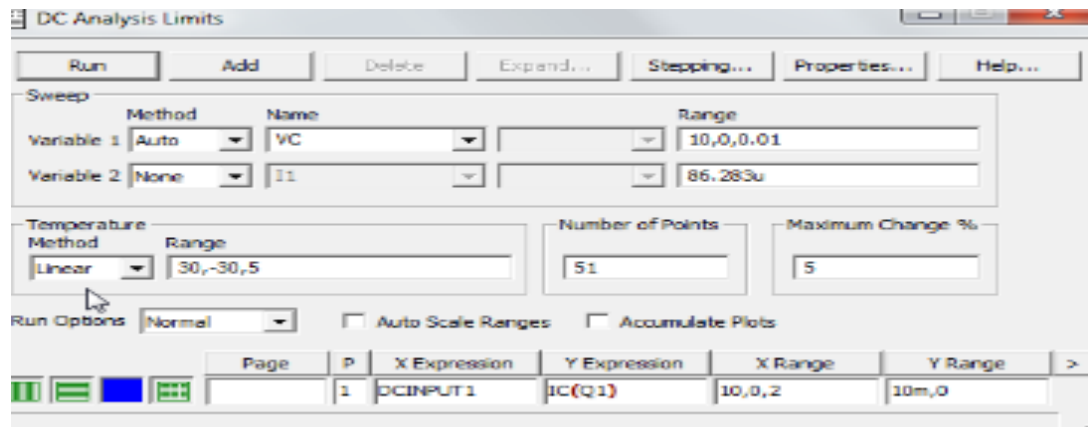 DC Analysis Limits
Run Add Delete Expand... Stepping... Properties... Help...
Sweep
Method Name Range
Variable 1 Auto VC 10,0,0.01
Variable 2 None I1 86.283u
Temperature Number of Points Maximum Change %
Method Range
Linear 30,-30,5 51 5
Run Options Normal Auto Scale Ranges Accumulate Plots
Page P X Expression Y Expression X Range Y Range >
1 DCINPUT1 IC(Q1) 10,0,2 10m,0